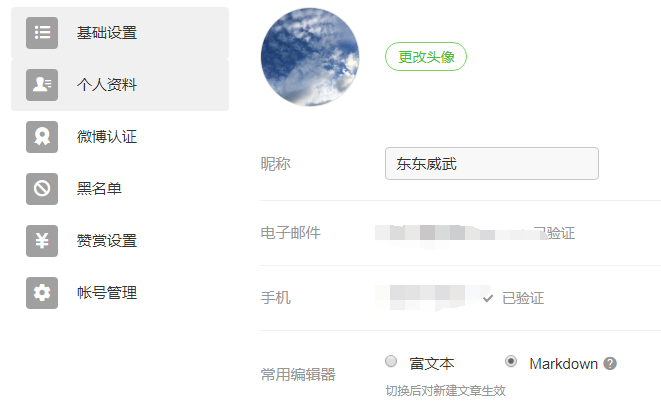 基础设置
个人资料
微博认证
黑名单
赞赏设置
帐号管理
更改头像
昵称 东东威武
电子邮件 已验证
手机 已验证
常用编辑器 富文本 Markdown
切换后对新建文章生效